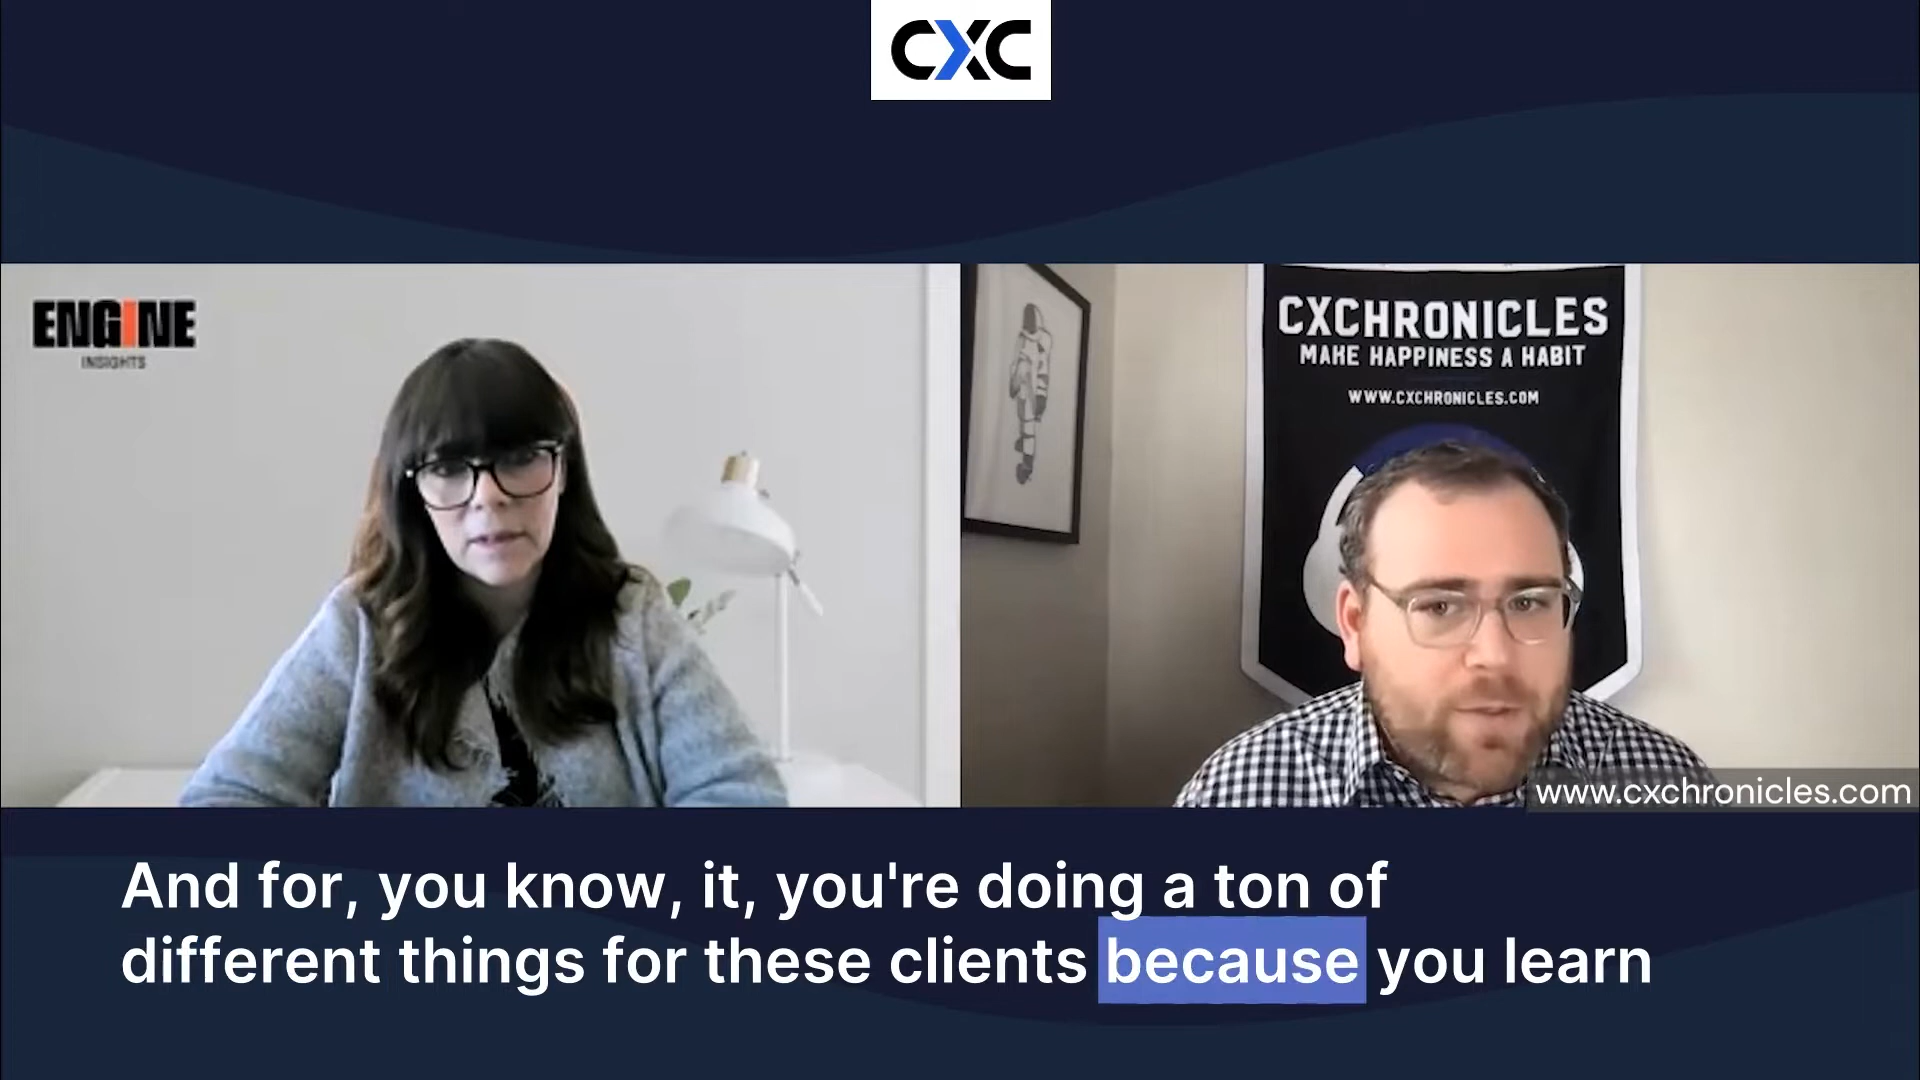 CXC
ENGINE
INSIGHTS
CXCHRONICLES
MAKE HAPPINESS A HABIT
WWW.CXCHRONICLES.COM
www.cxchronicles.com
And for, you know, it, you're doing a ton of
different things for these clients because you learn